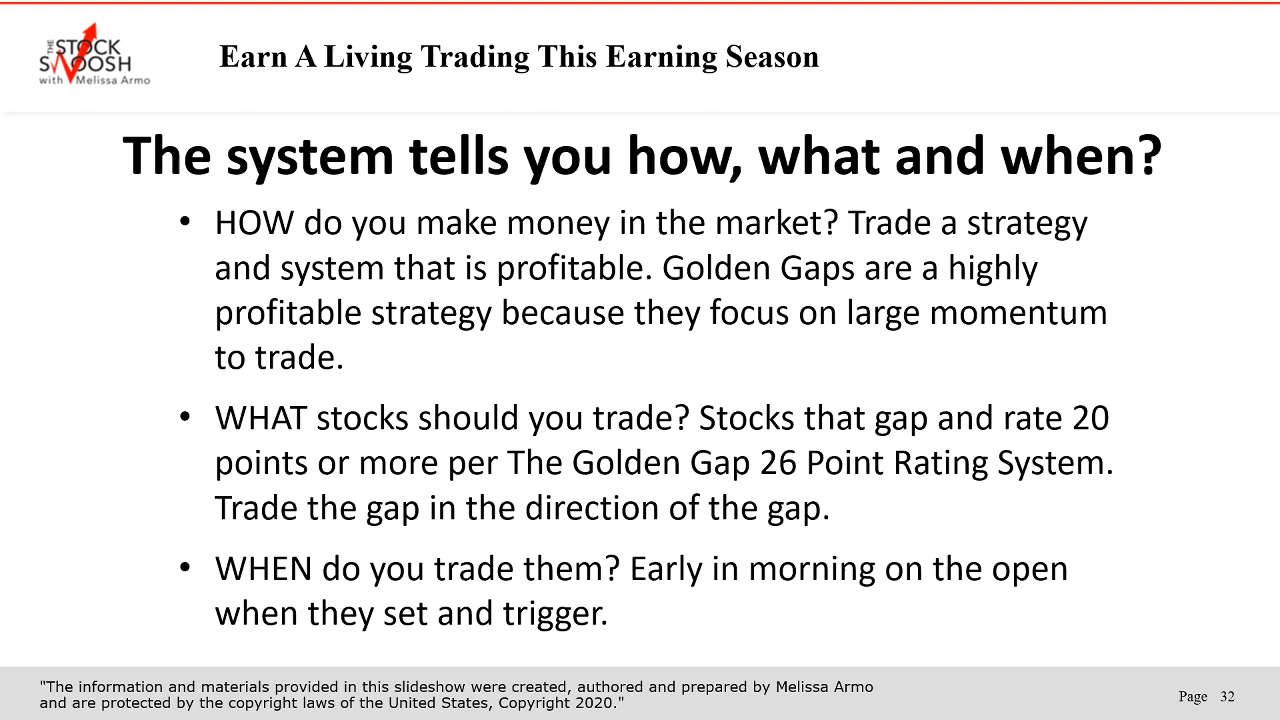 THE
STOCK
SWOOSH
with Melissa Armo
Earn A Living Trading This Earning Season
The system tells you how, what and when?
• HOW do you make money in the market? Trade a strategy
and system that is profitable. Golden Gaps are a highly
profitable strategy because they focus on large momentum
to trade.
• WHAT stocks should you trade? Stocks that gap and rate 20
points or more per The Golden Gap 26 Point Rating System.
Trade the gap in the direction of the gap.
• WHEN do you trade them? Early in morning on the open
when they set and trigger.
"The information and materials provided in this slideshow were created, authored and prepared by Melissa Armo
and are protected by the copyright laws of the United States, Copyright 2020."
Page 32